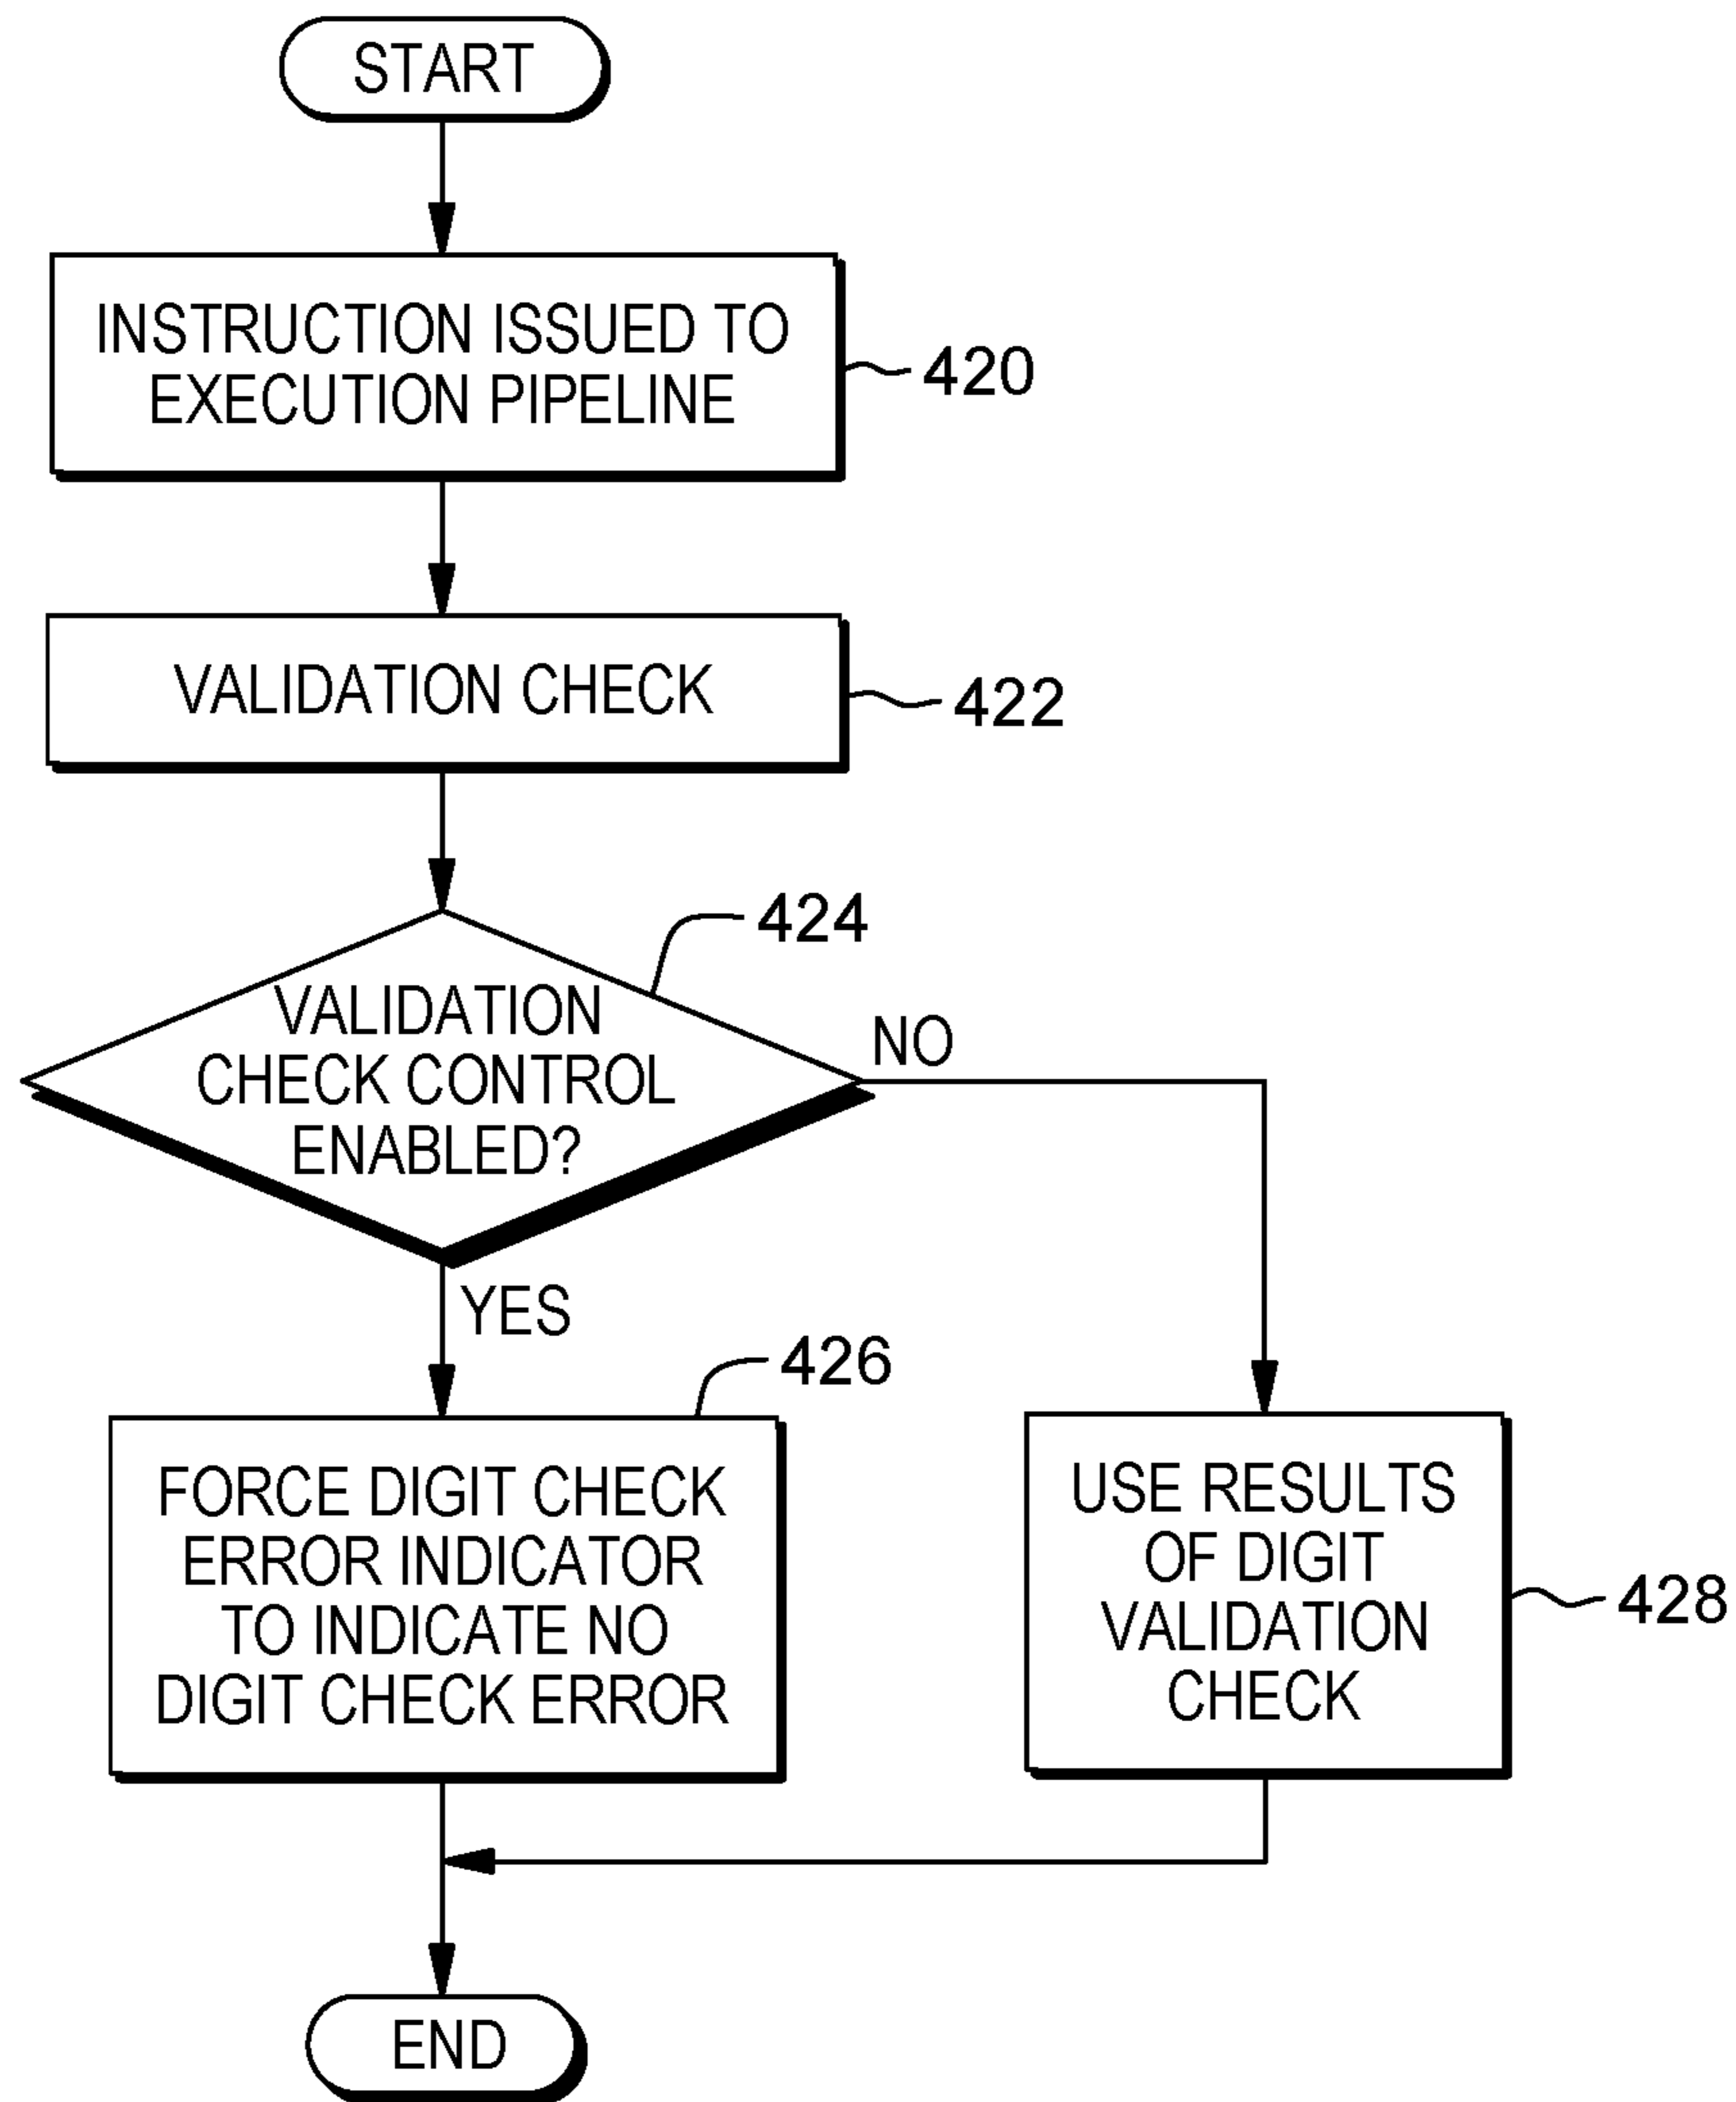 START
INSTRUCTION ISSUED TO
EXECUTION PIPELINE
420
VALIDATION CHECK
422
424
VALIDATION
CHECK CONTROL
ENABLED?
NO
YES
426
FORCE DIGIT CHECK
ERROR INDICATOR
TO INDICATE NO
DIGIT CHECK ERROR
USE RESULTS
OF DIGIT
VALIDATION
CHECK
428
END